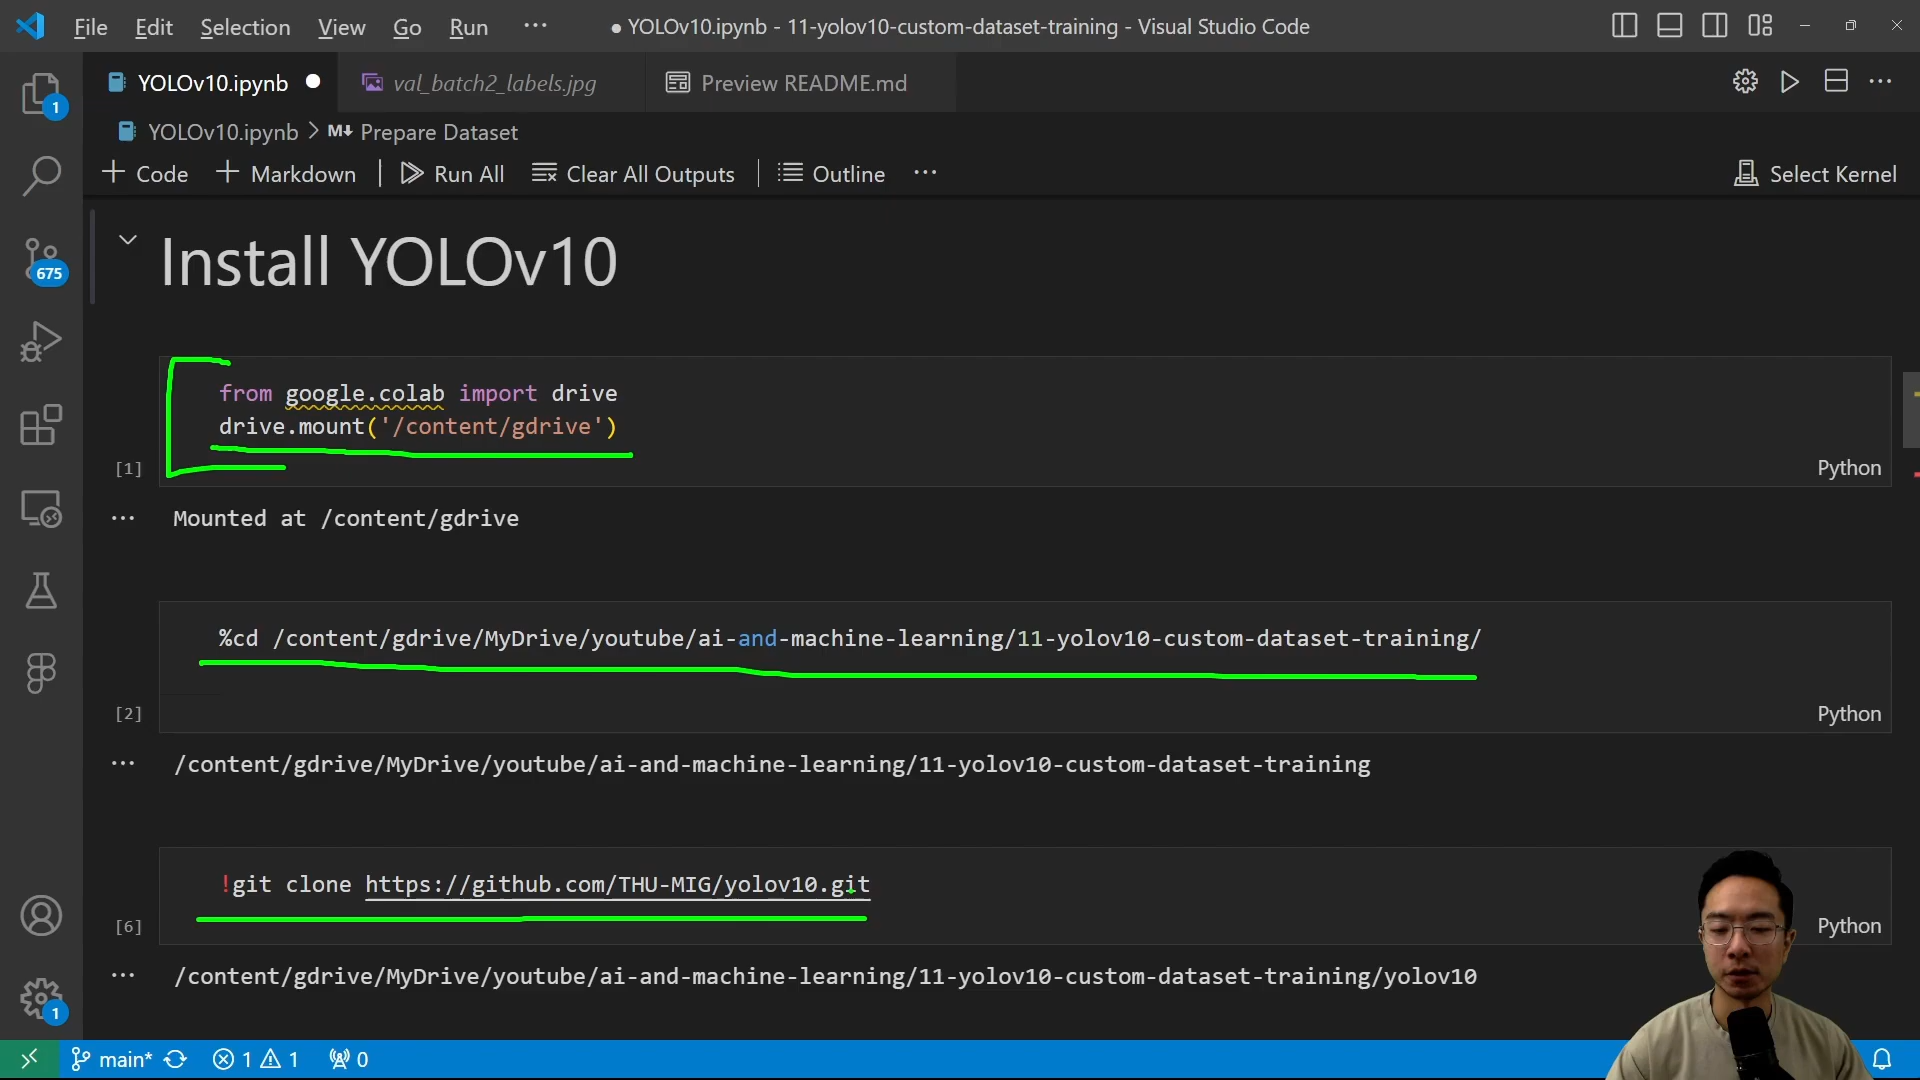 File Edit Selection View Go Run ··· ● YOLOv10.ipynb - 11-yolov10-custom-dataset-training - Visual Studio Code
YOLOv10.ipynb ● val_batch2_labels.jpg Preview README.md
YOLOv10.ipynb > M↓ Prepare Dataset
+ Code + Markdown | Run All Clear All Outputs | Outline ··· Select Kernel
1
675
Install YOLOv10
from google.colab import drive
drive.mount('/content/gdrive')
[1] Python
··· Mounted at /content/gdrive
%cd /content/gdrive/MyDrive/youtube/ai-and-machine-learning/11-yolov10-custom-dataset-training/
[2] Python
··· /content/gdrive/MyDrive/youtube/ai-and-machine-learning/11-yolov10-custom-dataset-training
!git clone https://github.com/THU-MIG/yolov10.git
[6] Python
··· /content/gdrive/MyDrive/youtube/ai-and-machine-learning/11-yolov10-custom-dataset-training/yolov10
1
main* 1 1 0